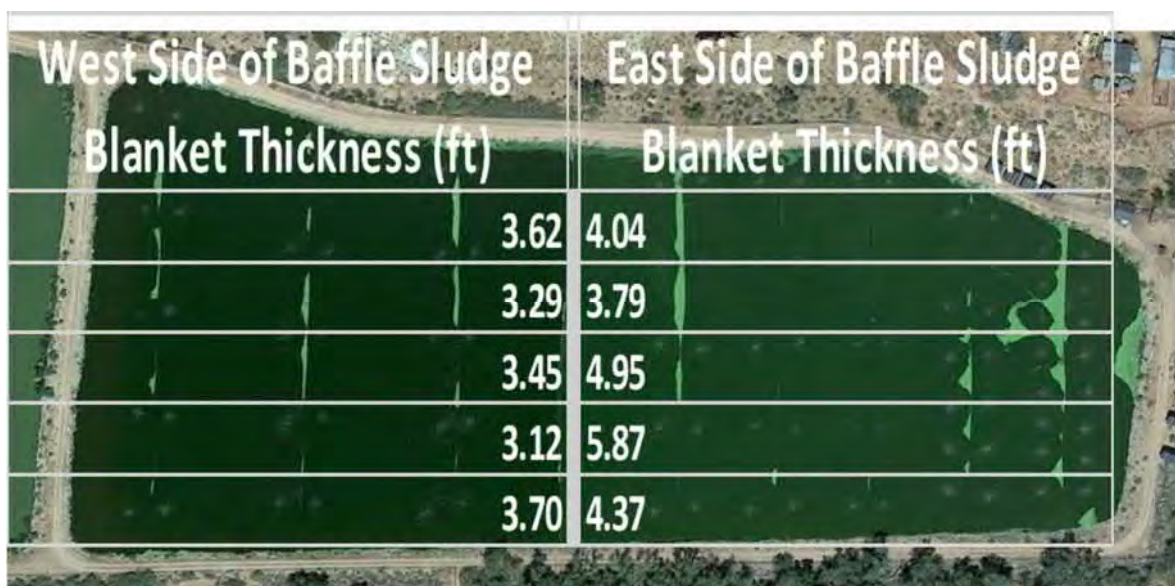 West Side of Baffle Sludge
Blanket Thickness (ft)
East Side of Baffle Sludge
Blanket Thickness (ft)
3.62 4.04
3.29 3.79
3.45 4.95
3.12 5.87
3.70 4.37